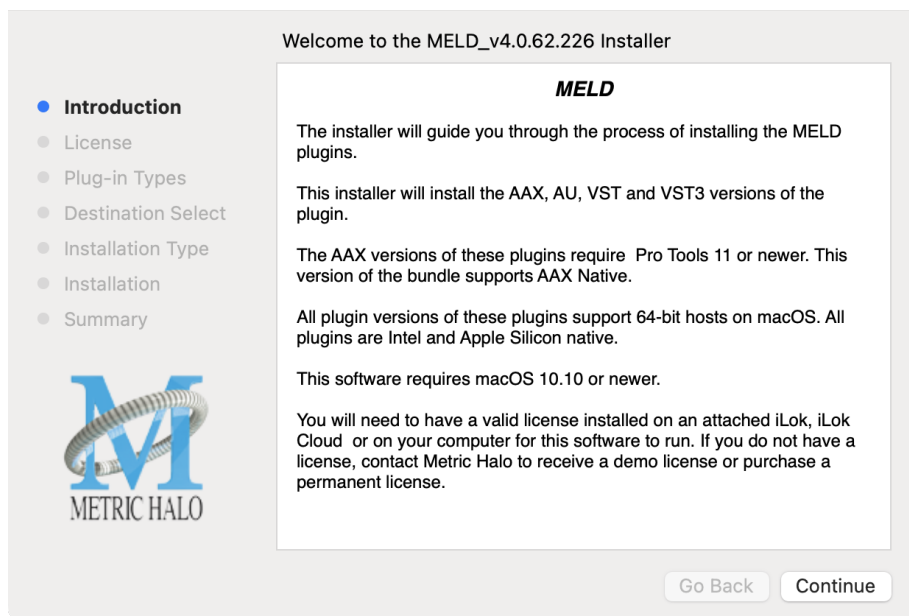 Welcome to the MELD_v4.0.62.226 Installer
Introduction
License
Plug-in Types
Destination Select
Installation Type
Installation
Summary
METRIC HALO
MELD
The installer will guide you through the process of installing the MELD
plugins.
This installer will install the AAX, AU, VST and VST3 versions of the
plugin.
The AAX versions of these plugins require  Pro Tools 11 or newer. This
version of the bundle supports AAX Native.
All plugin versions of these plugins support 64-bit hosts on macOS. All
plugins are Intel and Apple Silicon native.
This software requires macOS 10.10 or newer.
You will need to have a valid license installed on an attached iLok, iLok
Cloud  or on your computer for this software to run. If you do not have a
license, contact Metric Halo to receive a demo license or purchase a
permanent license.
Go Back
Continue